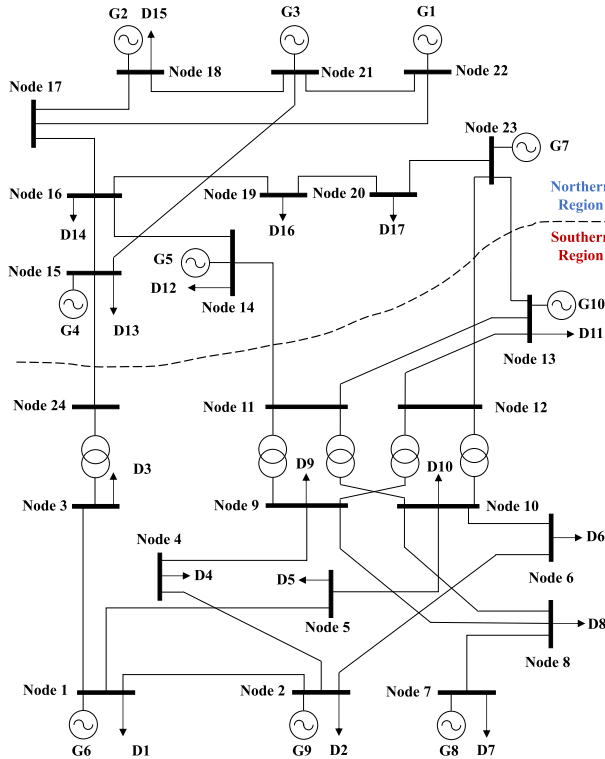 G2
D15
G3
G1
Node 18
Node 21
Node 22
Node 17
Node 23
G7
Node 16
Node 19
Node 20
Northern
Region
D14
D16
D17
Southern
Region
Node 15
G5
D12
Node 14
G4
D13
G10
D11
Node 13
Node 24
Node 11
Node 12
D3
D9
D10
Node 3
Node 9
Node 10
Node 4
D4
D5
Node 5
D6
Node 6
D8
Node 8
Node 1
Node 2
Node 7
G6
D1
G9
D2
G8
D7